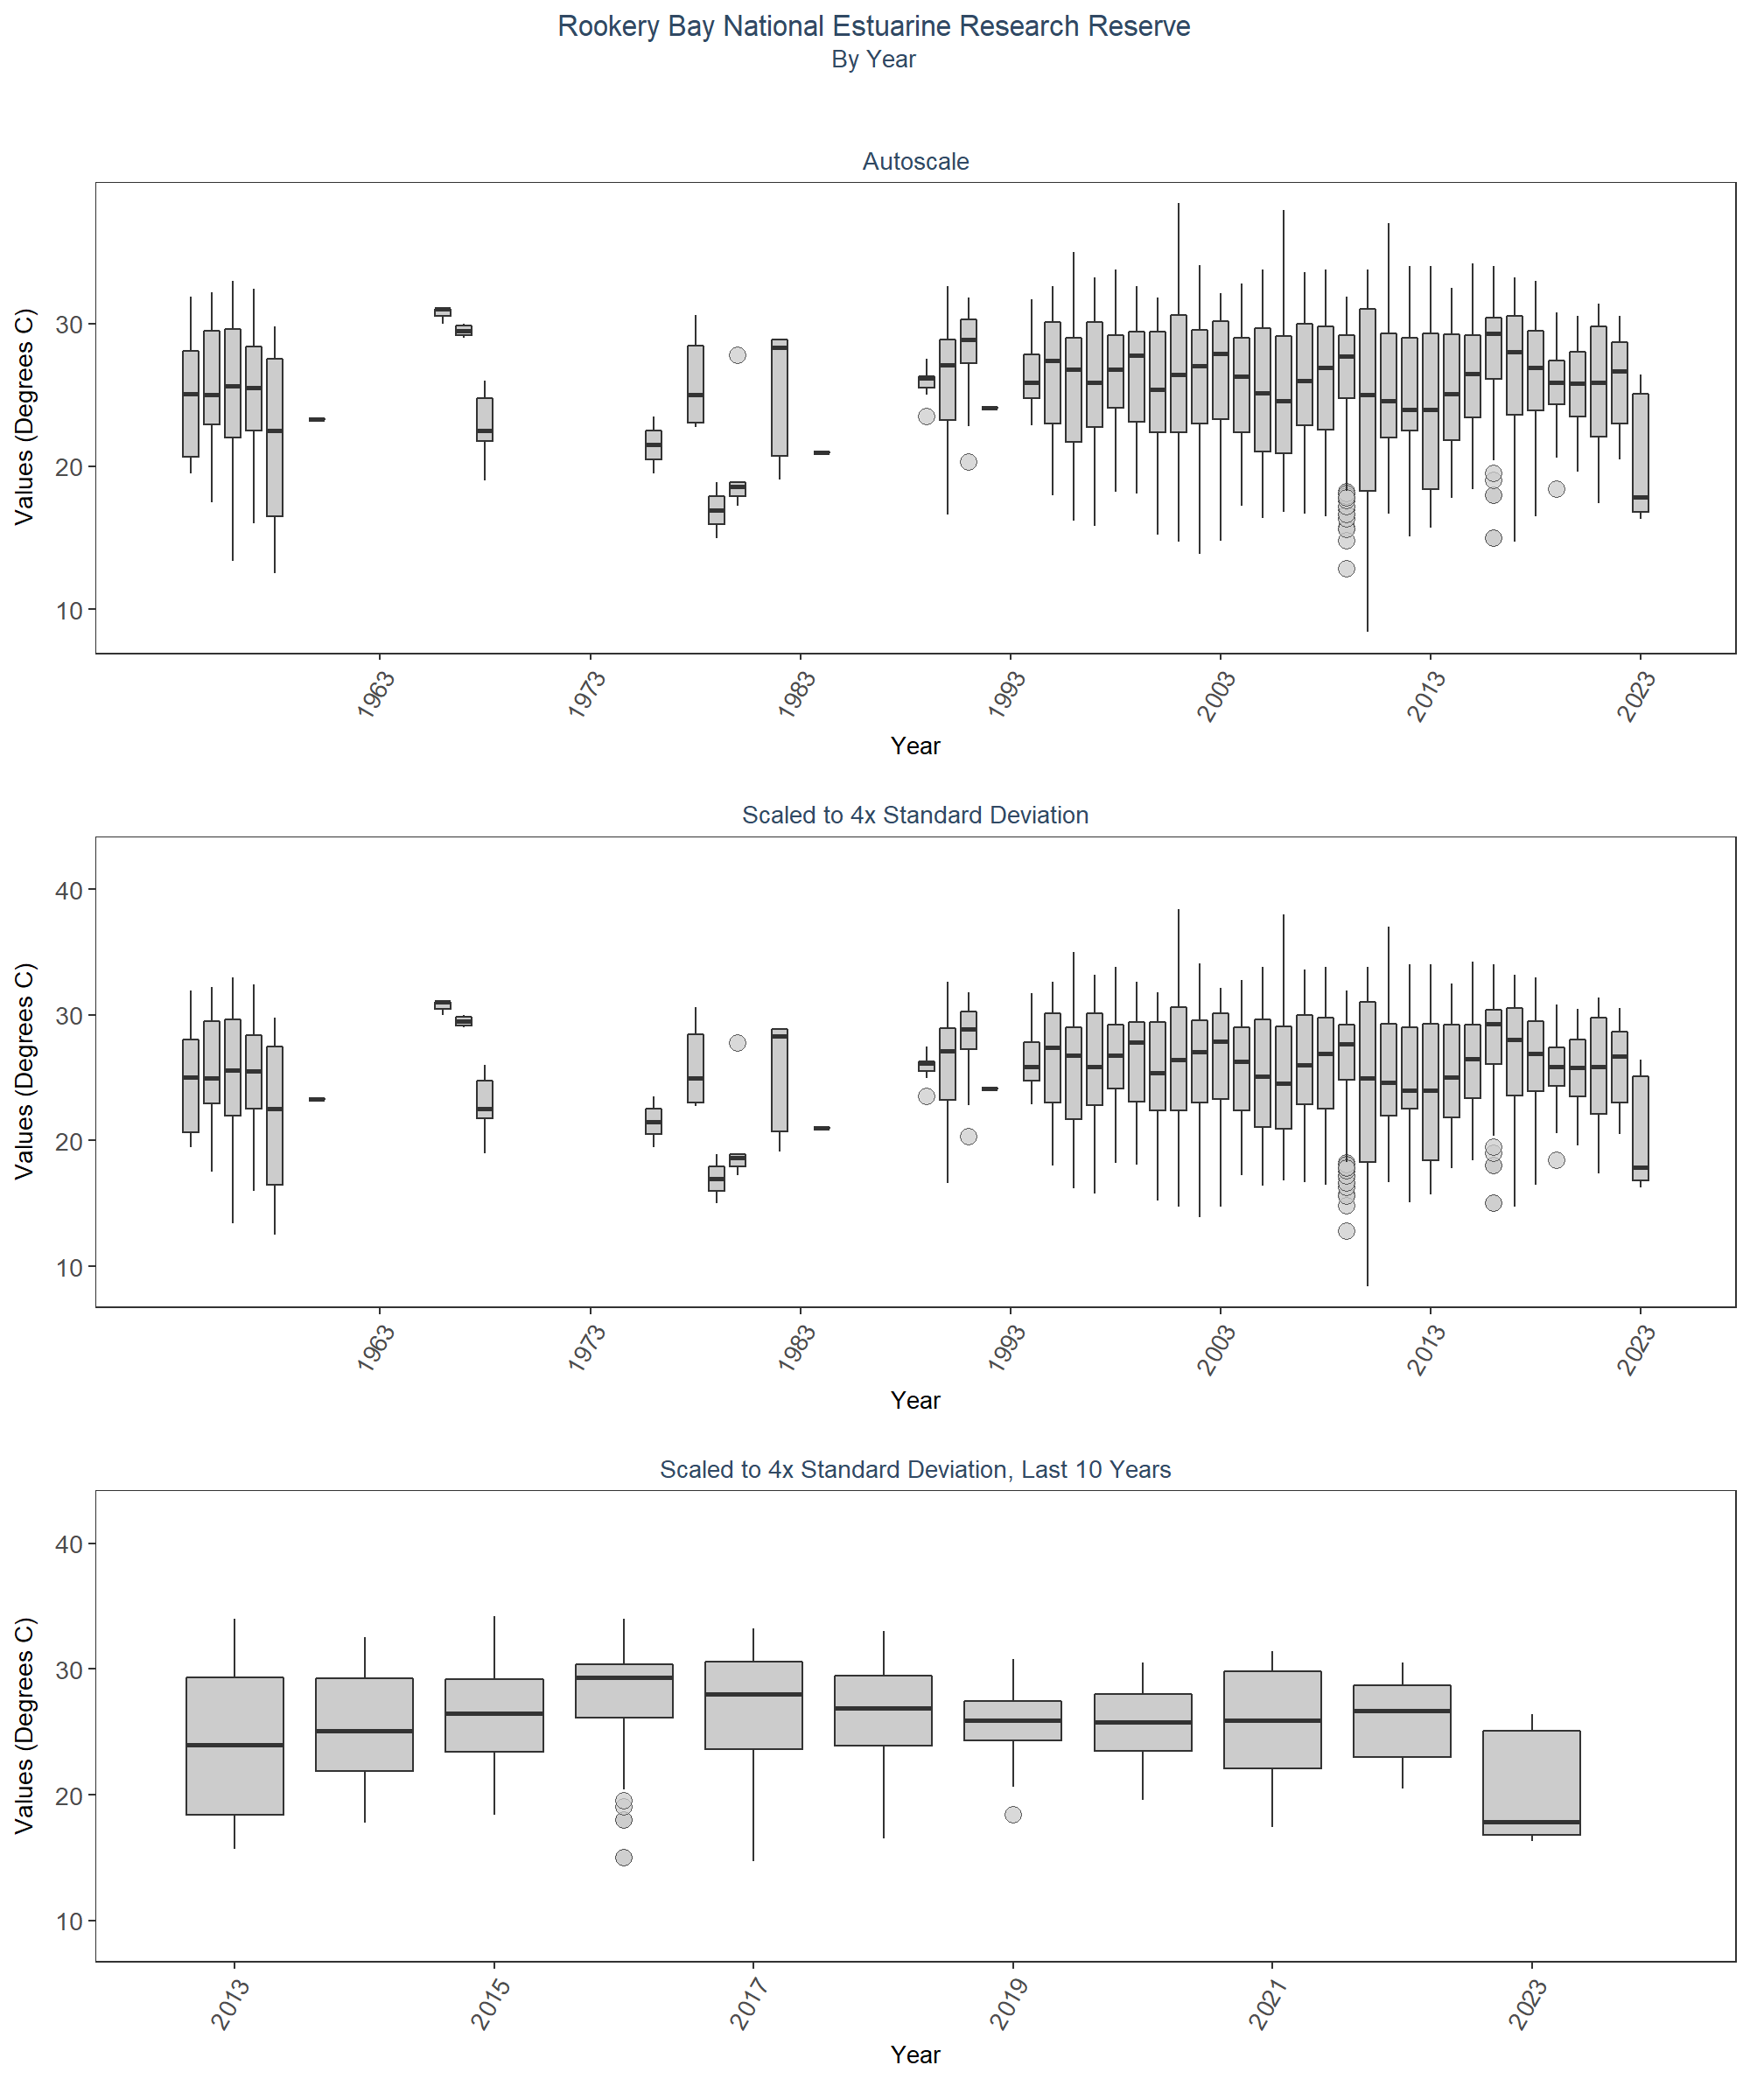 Rookery Bay National Estuarine Research Reserve
By Year
Autoscale
Values (Degrees C)
30
20
10
1963
1973
1983
1993
2003
2013
2023
Year
Scaled to 4x Standard Deviation
Values (Degrees C)
40
30
20
10
1963
1973
1983
1993
2003
2013
2023
Year
Scaled to 4x Standard Deviation, Last 10 Years
Values (Degrees C)
40
30
20
10
2013
2015
2017
2019
2021
2023
Year